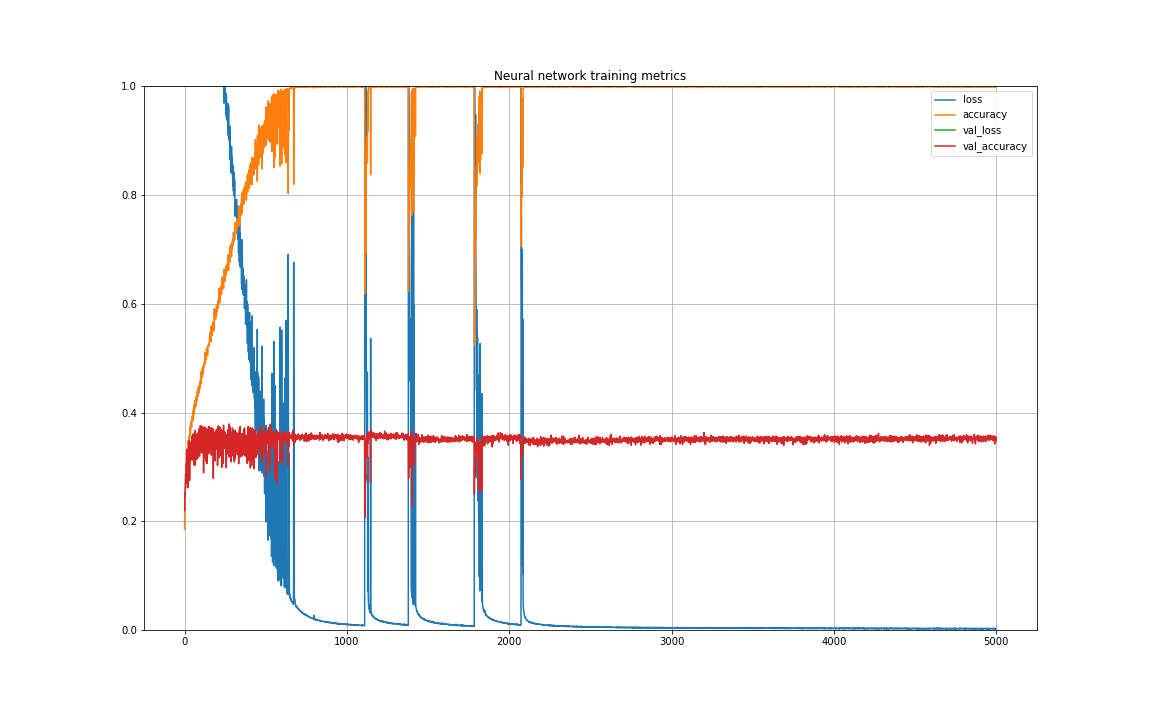 Neural network training metrics
1.0
0.8
0.6
0.4
0.2
0.0
loss
accuracy
val_loss
val_accuracy
0 1000 2000 3000 4000 5000